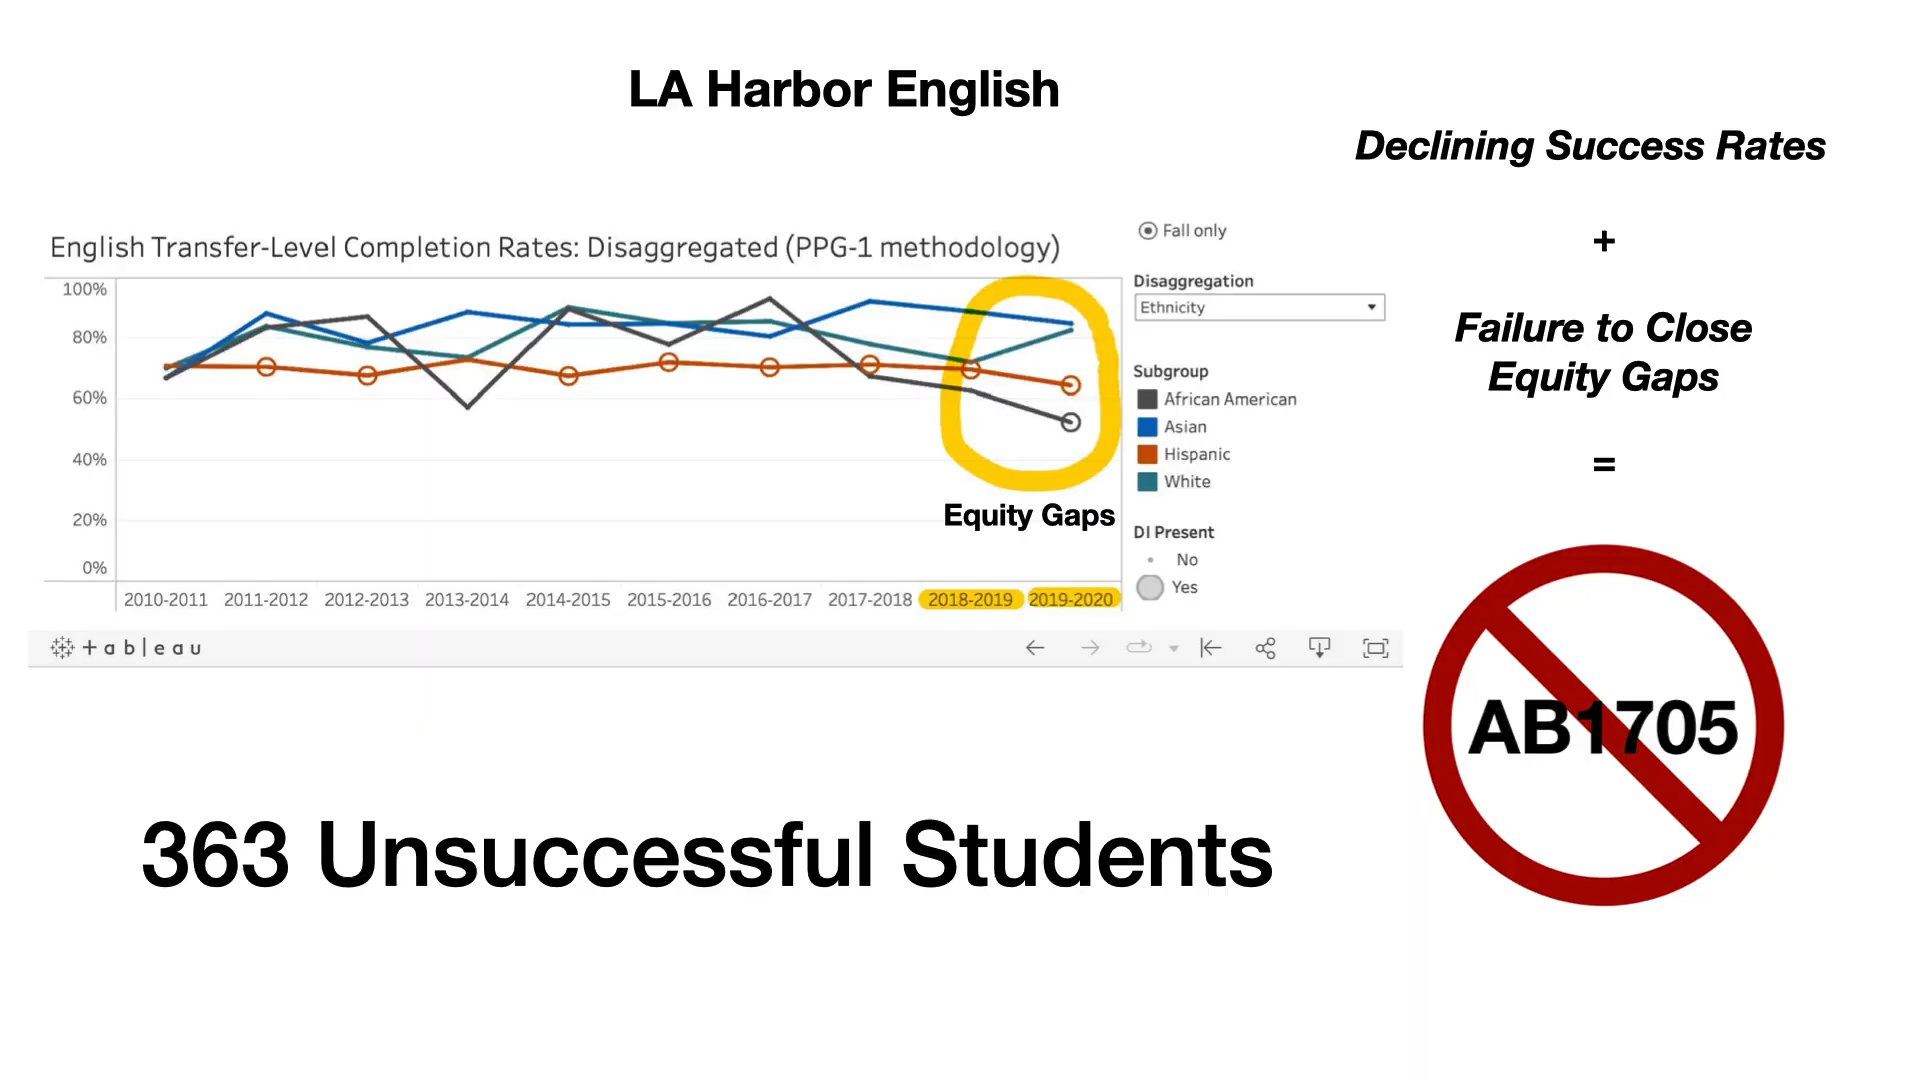 LA Harbor English
Declining Success Rates
+
Failure to Close
Equity Gaps
=
English Transfer-Level Completion Rates: Disaggregated (PPG-1 methodology)
100%
80%
60%
40%
20%
0%
2010-2011 2011-2012 2012-2013 2013-2014 2014-2015 2015-2016 2016-2017 2017-2018 2018-2019 2019-2020
Equity Gaps
Fall only
Disaggregation
Ethnicity
Subgroup
African American
Asian
Hispanic
White
DI Present
No
Yes
+ a b | e a u
AB1705
363 Unsuccessful Students